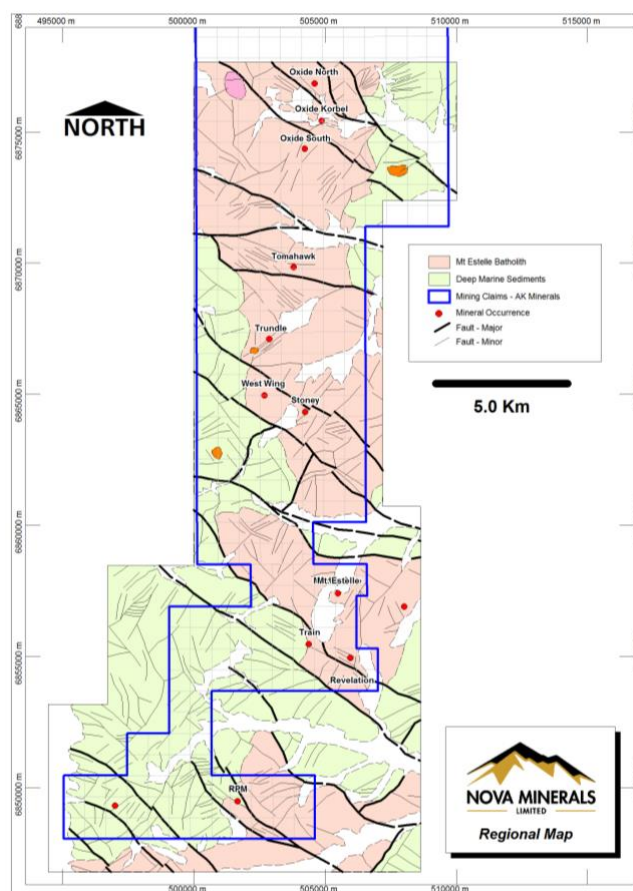 495000 m
500000 m
505000 m
510000 m
515000 m
Oxide North
NORTH
Oxide Korbel
6875000 m
Oxide South
6870000 m
Tomahawk
Mt Estelle Batholith
Deep Marine Sediments
Mining Claims - AK Minerals
Mineral Occurrence
Fault - Major
Fault - Minor
Trundle
5.0 Km
West Wing
Stoney
6865000 m
6860000 m
Mt. Estelle
Train
Revelation
6855000 m
RPM
6850000 m
NOVA MINERALS
LIMITED
Regional Map
495000 m
500000 m
505000 m
510000 m
515000 m